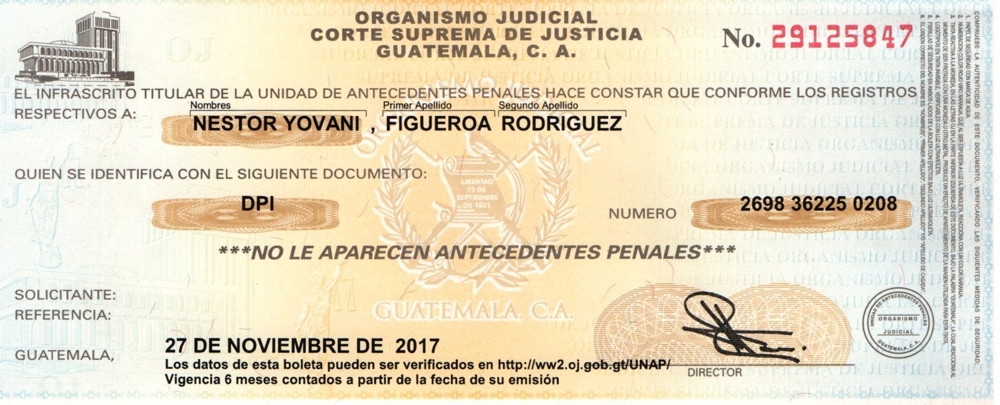 ORGANISMO JUDICIAL
CORTE SUPREMA DE JUSTICIA
GUATEMALA, C. A.
No. 29125847
EL INFRASCRITO TITULAR DE LA UNIDAD DE ANTECEDENTES PENALES HACE CONSTAR QUE CONFORME LOS REGISTROS
RESPECTIVOS A:
Nombres Primer Apellido Segundo Apellido
NESTOR YOVANI , FIGUEROA RODRIGUEZ
QUIEN SE IDENTIFICA CON EL SIGUIENTE DOCUMENTO:
DPI
NUMERO 2698 36225 0208
***NO LE APARECEN ANTECEDENTES PENALES***
SOLICITANTE:
REFERENCIA:
GUATEMALA, 27 DE NOVIEMBRE DE 2017
Los datos de esta boleta pueden ser verificados en http://ww2.oj.gob.gt/UNAP/
Vigencia 6 meses contados a partir de la fecha de su emisión
DIRECTOR
UNIDAD DE ANTECEDENTES PENALES
ORGANISMO
JUDICIAL
GUATEMALA, C. A.
ORGANISMO JUDICIAL
LIBERTAD
15 DE
SEPTIEMBRE
DE 1821
GUATEMALA, C.A.
OJ
COMPRUEBE LA AUTENTICIDAD DE ESTE DOCUMENTO, VERIFICANDO LAS SIGUIENTES MEDIDAS DE SEGURIDAD:
1. PAPEL DE SEGURIDAD CON MARCA DE AGUA.
2. NUMERACION COLOR ROJO VIRO NARANJA, QUE AL SER EXPUESTA A LUZ ULTRAVIOLETA, REACCIONA CON UN COLOR NARANJA.
3. TINTA REACTIVA A LA MONEDA, EN LAS LETRAS OJ EN LA PARTE INFERIOR IZQUIERDA DE ESTE DOCUMENTO, BAJO LA PALABRA "GUATEMALA", LA CUAL REACCIONA AL
MOMENTO DE SER FROTADA CON UNA MONEDA U OTRO METAL, PRODUCE UN EFECTO DE APARECIMIENTO DE LA IMAGEN UTILIZADA PARA ESTA TINTA.
4. LOGOTIPOS EN TINTA INVISIBLE, VERIFICABLES CON LUZ ULTRAVIOLETA.
5. FIBRILLAS DE SEGURIDAD EN AMBOS LADOS DE LA BOLETA CON EFECTOS BAJO LUZ ULTRAVIOLETA.
6. EL ORDEN CORRECTO DEL NOMBRE ES: "NOMBRE(S)", "PRIMER APELLIDO", "SEGUNDO APELLIDO" Y/O "APELLIDO DE CASADA"